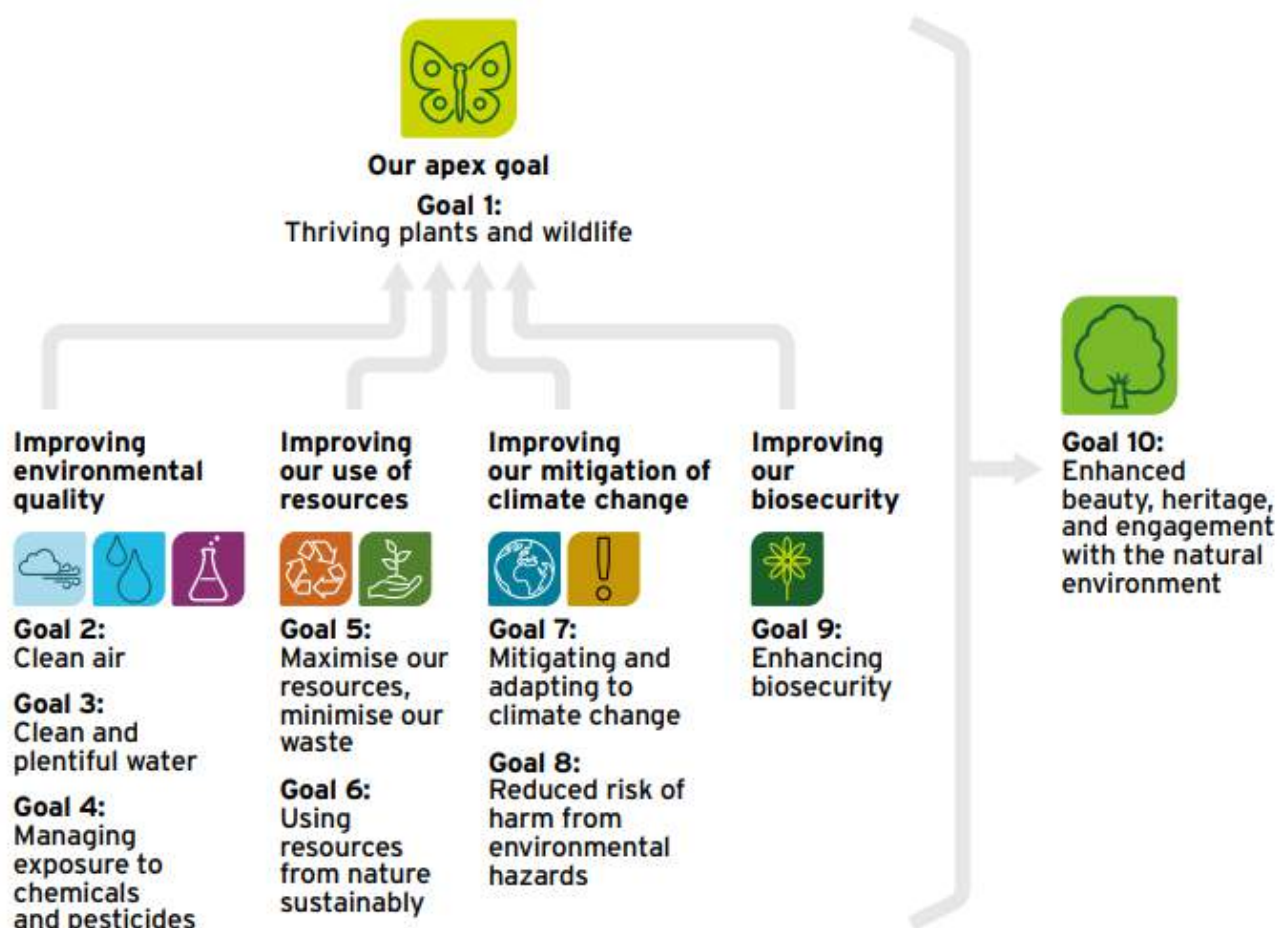 Our apex goal
Goal 1:
Thriving plants and wildlife
Improving
environmental
quality
Goal 2:
Clean air
Goal 3:
Clean and
plentiful water
Goal 4:
Managing
exposure to
chemicals
and pesticides
Improving
our use of
resources
Goal 5:
Maximise our
resources,
minimise our
waste
Goal 6:
Using
resources
from nature
sustainably
Improving
our mitigation of
climate change
Goal 7:
Mitigating and
adapting to
climate change
Goal 8:
Reduced risk of
harm from
environmental
hazards
Improving
our
biosecurity
Goal 9:
Enhancing
biosecurity
Goal 10:
Enhanced
beauty, heritage,
and engagement
with the natural
environment